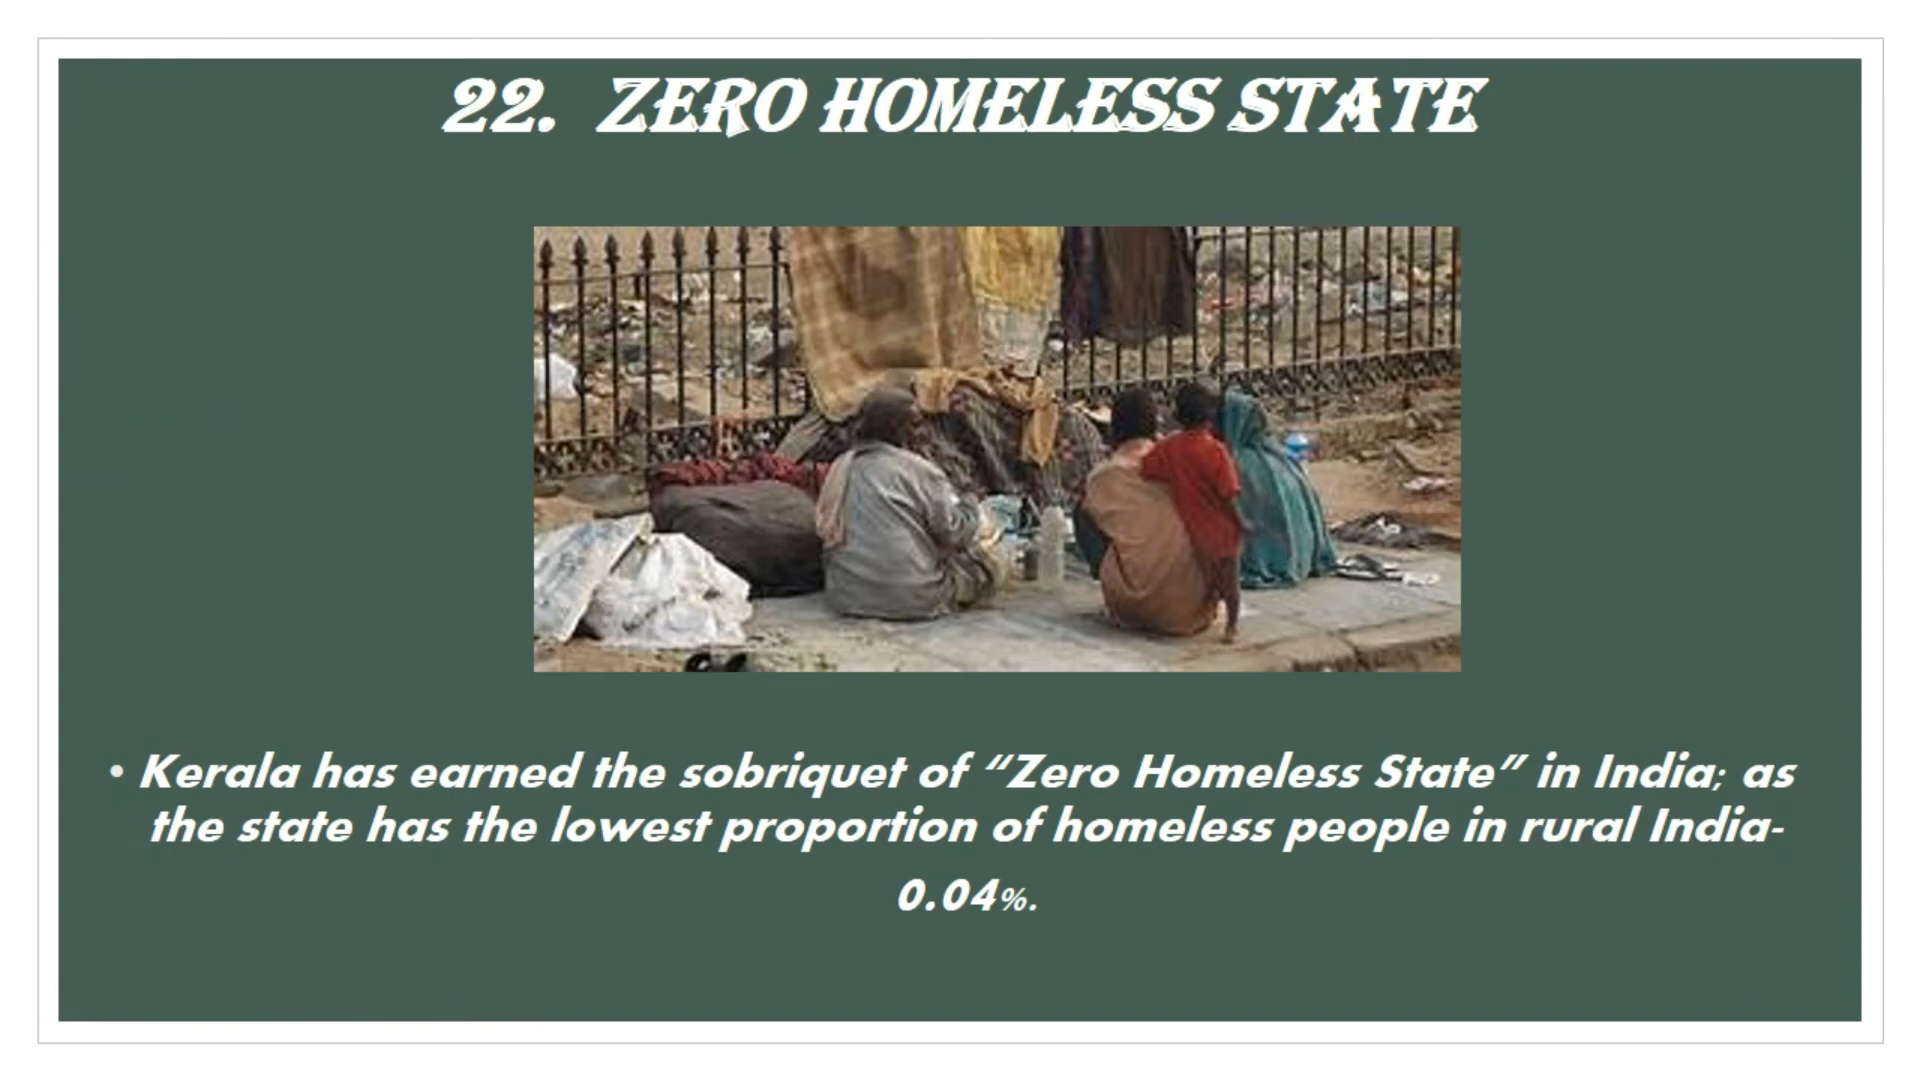 22. ZERO HOMELESS STATE
• Kerala has earned the sobriquet of “Zero Homeless State” in India; as
the state has the lowest proportion of homeless people in rural India-
0.04%.